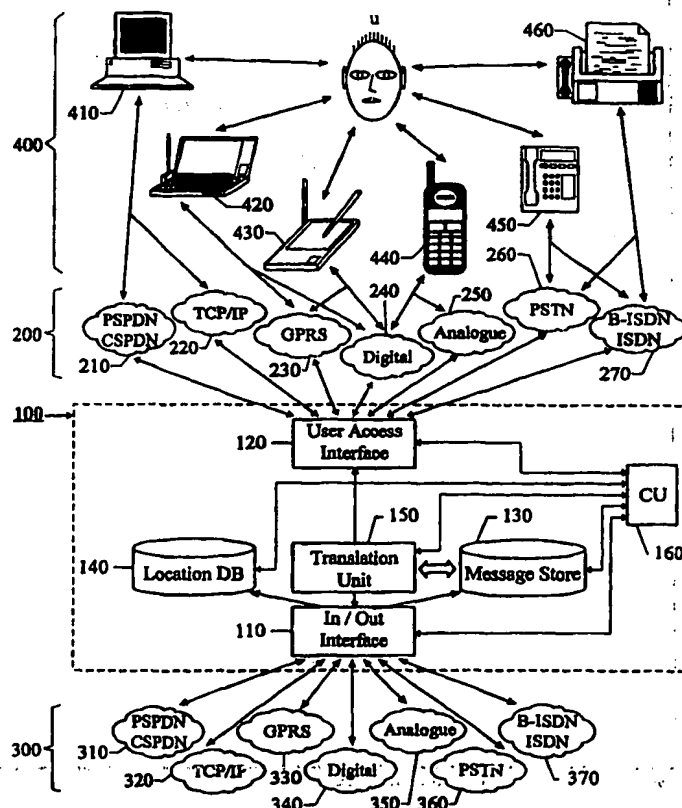 u
460
410
400
420
430
440
450
240
250
260
200
PSPDN
CSPDN
210
TCP/IP
220
GPRS
230
Digital
Analogue
PSTN
B-ISDN
ISDN
270
100
120
User Access
Interface
CU
160
150
130
140
Location DB
Translation
Unit
Message Store
110
In / Out
Interface
300
PSPDN
CSPDN
310
TCP/IP
320
GPRS
330
Digital
340
Analogue
350
PSTN
360
B-ISDN
ISDN
370